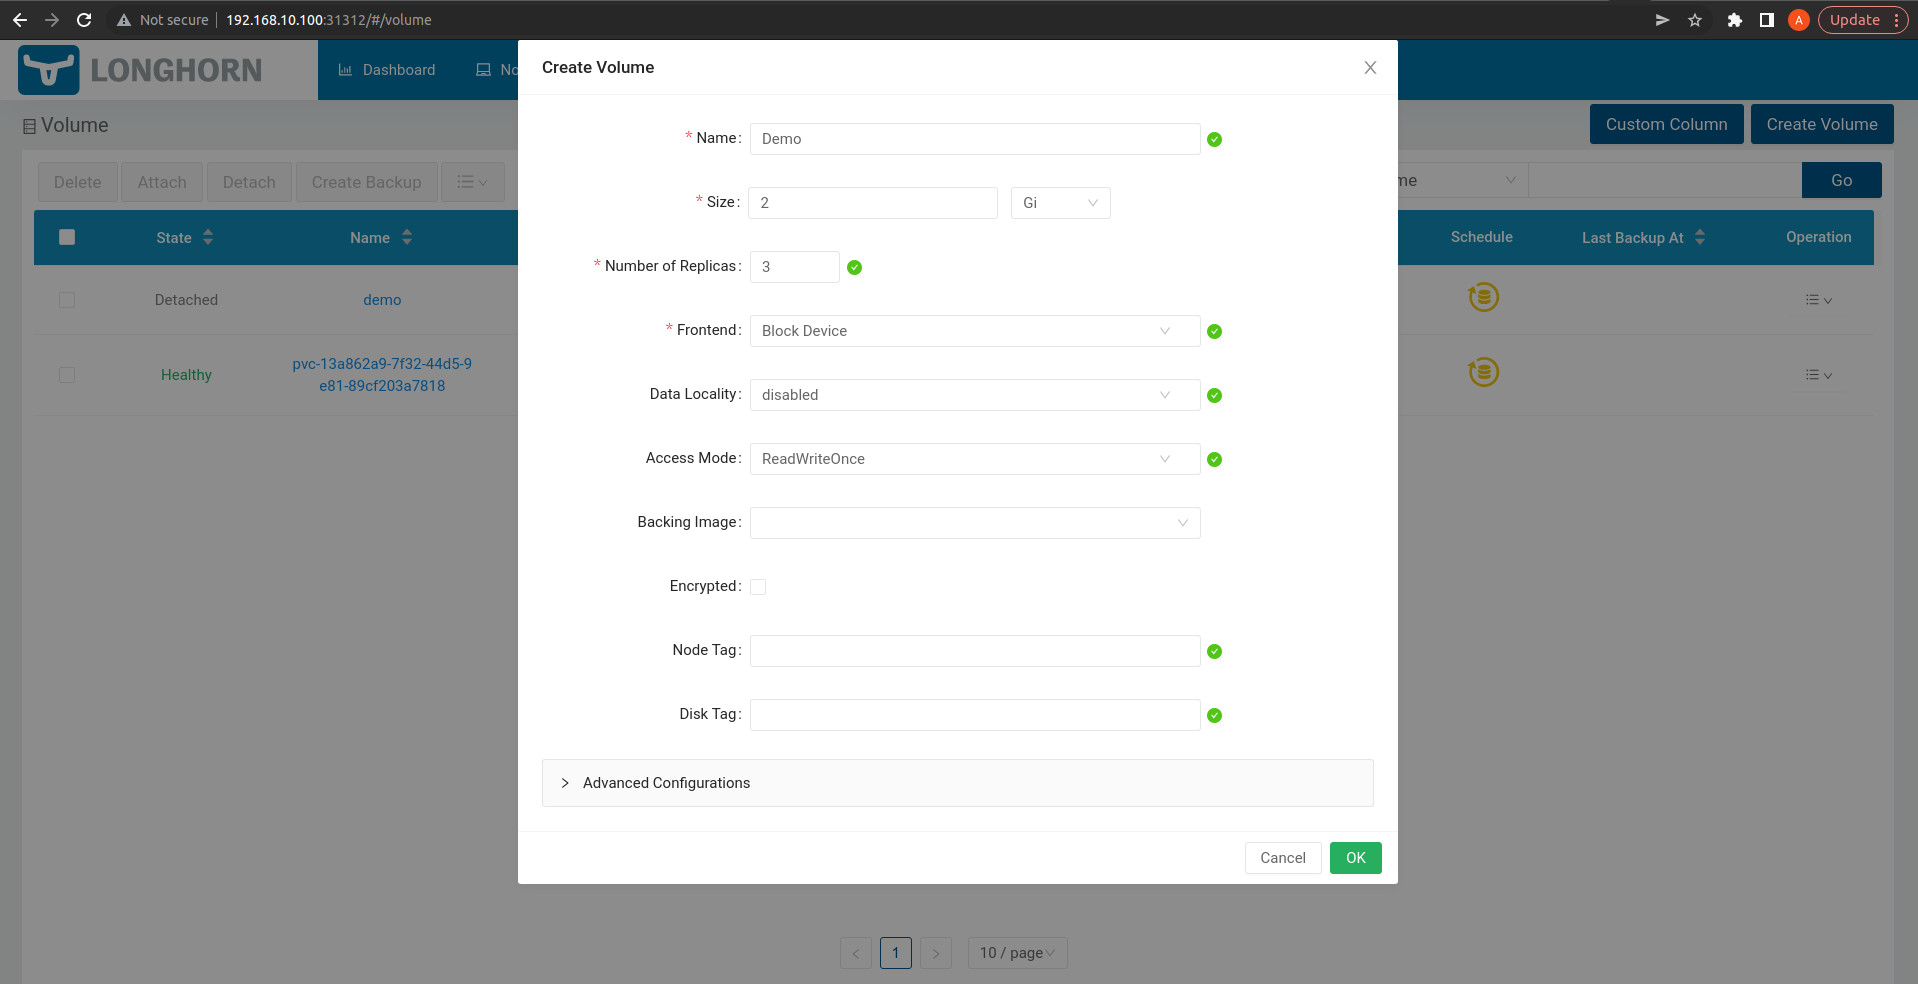 Not secure 192.168.10.100:31312/#/volume A Update
LONGHORN Dashboard No
Volume Custom Column Create Volume
Delete Attach Detach Create Backup me Go
State Name Schedule Last Backup At Operation
Detached demo
Healthy pvc-13a862a9-7f32-44d5-9
e81-89cf203a7818
Create Volume
* Name: Demo
* Size: 2 Gi
* Number of Replicas: 3
* Frontend: Block Device
Data Locality: disabled
Access Mode: ReadWriteOnce
Backing Image:
Encrypted:
Node Tag:
Disk Tag:
> Advanced Configurations
Cancel OK
< 1 > 10 / page